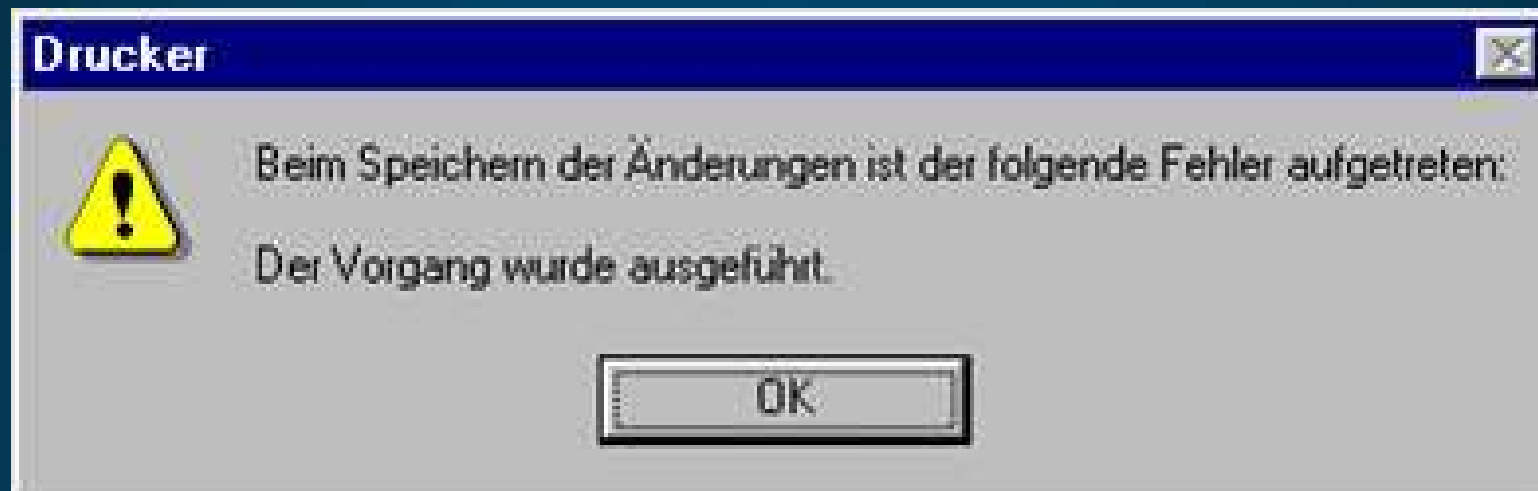 Drucker
Beim Speichern der Änderungen ist der folgende Fehler aufgetreten:
Der Vorgang wurde ausgeführt.
OK